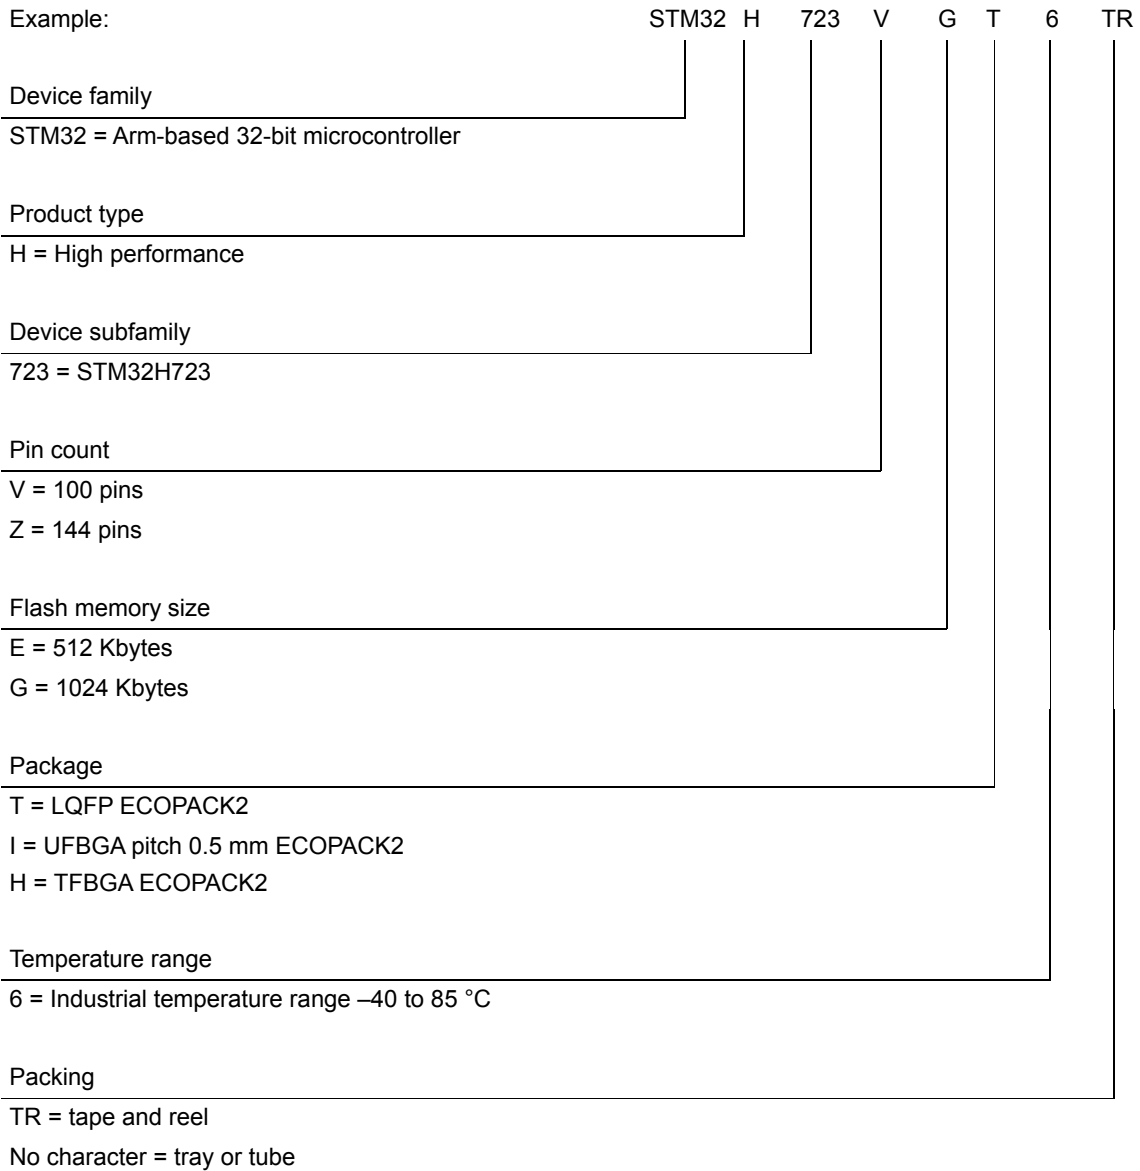 Example: STM32 H 723 V G T 6 TR
Device family
STM32 = Arm-based 32-bit microcontroller
Product type
H = High performance
Device subfamily
723 = STM32H723
Pin count
V = 100 pins
Z = 144 pins
Flash memory size
E = 512 Kbytes
G = 1024 Kbytes
Package
T = LQFP ECOPACK2
I = UFBGA pitch 0.5 mm ECOPACK2
H = TFBGA ECOPACK2
Temperature range
6 = Industrial temperature range –40 to 85 °C
Packing
TR = tape and reel
No character = tray or tube